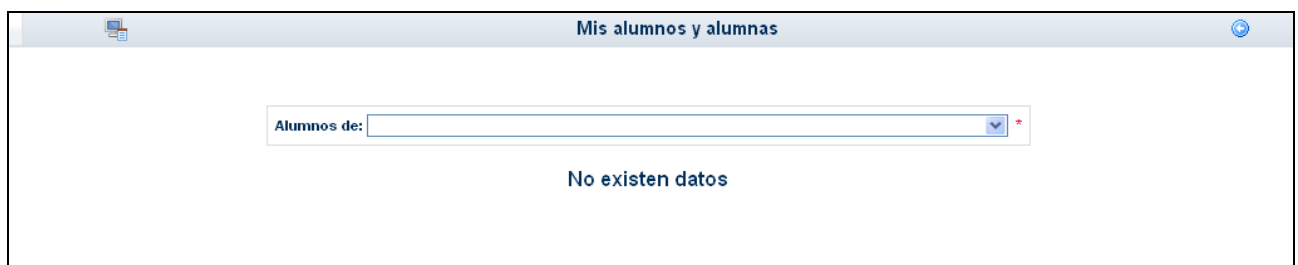 Mis alumnos y alumnas
Alumnos de: *
No existen datos